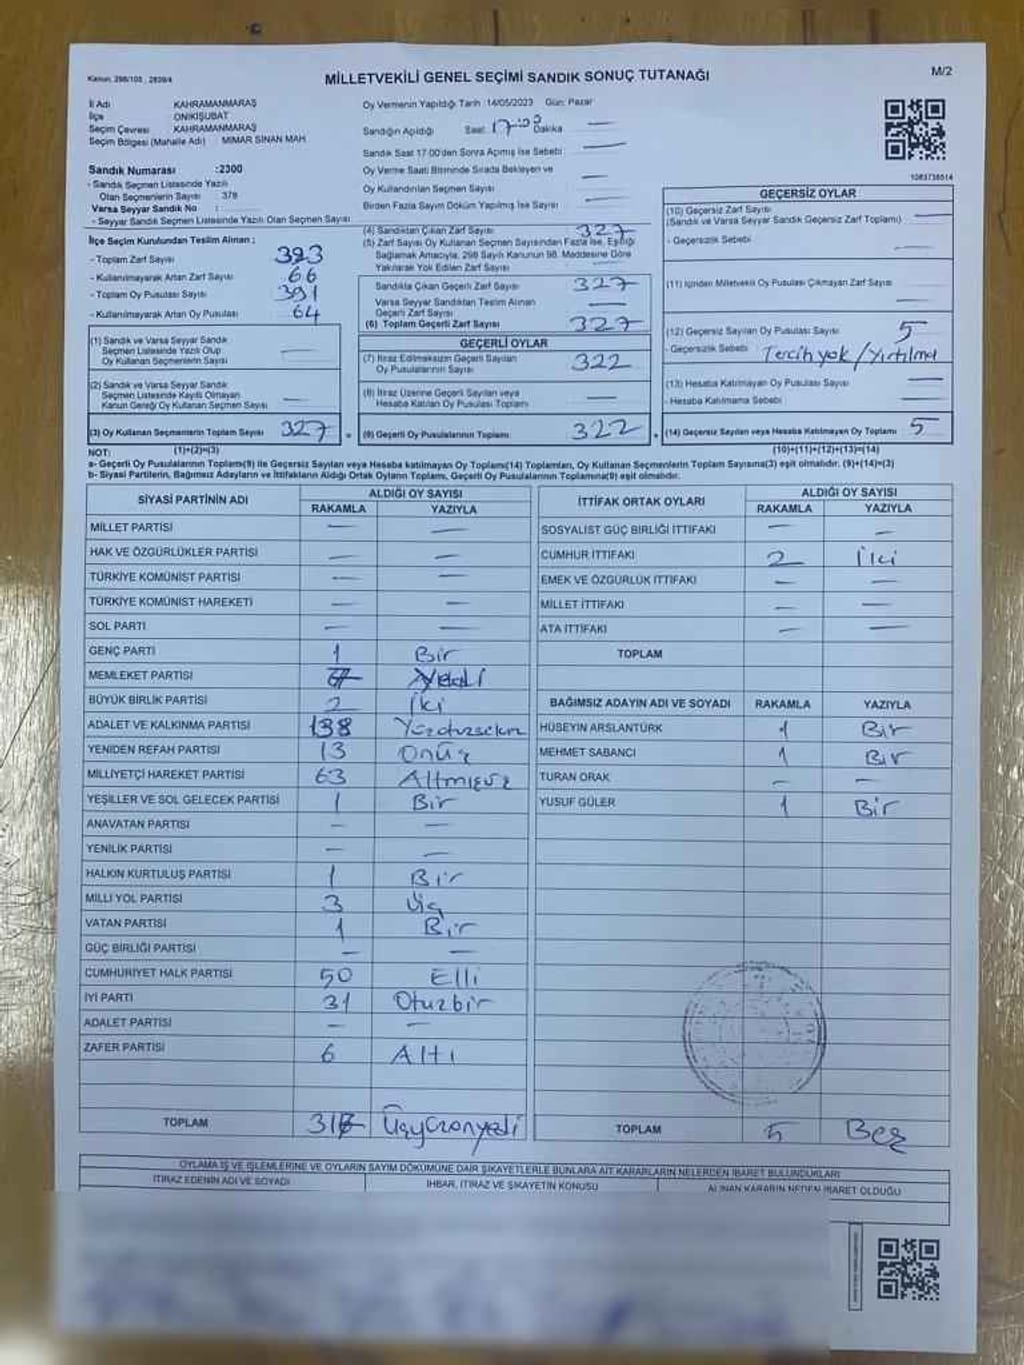 Kanun: 298/105 , 2839/4
MİLLETVEKİLİ GENEL SEÇİMİ SANDIK SONUÇ TUTANAĞI
M/2
İl Adı KAHRAMANMARAŞ
İlçe ONİKİŞUBAT
Seçim Çevresi KAHRAMANMARAŞ
Seçim Bölgesi (Mahalle Adı) : MİMAR SİNAN MAH.
Sandık Numarası :2300
- Sandık Seçmen Listesinde Yazılı
Olan Seçmenlerin Sayısı : 378
Varsa Seyyar Sandık No :
- Seyyar Sandık Seçmen Listesinde Yazılı Olan Seçmen Sayısı
İlçe Seçim Kurulundan Teslim Alınan ;
- Toplam Zarf Sayısı 393
- Kullanılmayarak Artan Zarf Sayısı 66
- Toplam Oy Pusulası Sayısı 391
- Kullanılmayarak Artan Oy Pusulası 64
(1) Sandık ve Varsa Seyyar Sandık
Seçmen Listesinde Yazılı Olup
Oy Kullanan Seçmenlerin Sayısı —
(2) Sandık ve Varsa Seyyar Sandık
Seçmen Listesinde Kayıtlı Olmayan
Kanun Gereği Oy Kullanan Seçmen Sayısı —
(3) Oy Kullanan Seçmenlerin Toplam Sayısı 327
Oy Vermenin Yapıldığı Tarih :14/05/2023 Gün: Pazar
Sandığın Açıldığı Saat: 17:00 Dakika —
Sandık Saat 17:00'den Sonra Açılmış İse Sebebi: —
Oy Verme Saati Bitiminde Sırada Bekleyen ve
Oy Kullandırılan Seçmen Sayısı —
Birden Fazla Sayım Döküm Yapılmış İse Sayısı —
(4) Sandıktan Çıkan Zarf Sayısı 327
(5) Zarf Sayısı Oy Kullanan Seçmen Sayısından Fazla İse, Eşitliği
Sağlamak Amacıyla, 298 Sayılı Kanunun 98. Maddesine Göre
Yakılarak Yok Edilen Zarf Sayısı
Sandıkta Çıkan Geçerli Zarf Sayısı 327
Varsa Seyyar Sandıktan Teslim Alınan
Geçerli Zarf Sayısı —
(6) Toplam Geçerli Zarf Sayısı 327
GEÇERLİ OYLAR
(7) İtiraz Edilmeksizin Geçerli Sayılan
Oy Pusulalarının Sayısı 322
(8) İtiraz Üzerine Geçerli Sayılan veya
Hesaba Katılan Oy Pusulası Toplamı —
(9) Geçerli Oy Pusulalarının Toplamı 322
1083738514
GEÇERSİZ OYLAR
(10) Geçersiz Zarf Sayısı
(Sandık ve Varsa Seyyar Sandık Geçersiz Zarf Toplamı) —
- Geçersizlik Sebebi —
(11) İçinden Milletvekili Oy Pusulası Çıkmayan Zarf Sayısı —
(12) Geçersiz Sayılan Oy Pusulası Sayısı 5
- Geçersizlik Sebebi Tercih yok / Yırtılma
(13) Hesaba Katılmayan Oy Pusulası Sayısı —
- Hesaba Katılmama Sebebi —
(14) Geçersiz Sayılan veya Hesaba Katılmayan Oy Toplamı 5
NOT: (1)+(2)=(3) (10)+(11)+(12)+(13)=(14)
a- Geçerli Oy Pusulalarının Toplamı(9) ile Geçersiz Sayılan veya Hesaba katılmayan Oy Toplamı(14) Toplamları, Oy Kullanan Seçmenlerin Toplam Sayısına(3) eşit olmalıdır. (9)+(14)=(3)
b- Siyasi Partilerin, Bağımsız Adayların ve İttifakların Aldığı Ortak Oyların Toplamı, Geçerli Oy Pusulalarının Toplamına(9) eşit olmalıdır.
SİYASİ PARTİNİN ADI ALDIĞI OY SAYISI
RAKAMLA YAZIYLA
MİLLET PARTİSİ — —
HAK VE ÖZGÜRLÜKLER PARTİSİ — —
TÜRKİYE KOMÜNİST PARTİSİ — —
TÜRKİYE KOMÜNİST HAREKETİ — —
SOL PARTİ — —
GENÇ PARTİ 1 Bir
MEMLEKET PARTİSİ 7 Yedi
BÜYÜK BİRLİK PARTİSİ 2 İki
ADALET VE KALKINMA PARTİSİ 138
YENİDEN REFAH PARTİSİ 13 Onüç
MİLLİYETÇİ HAREKET PARTİSİ 63 Altmışüç
YEŞİLLER VE SOL GELECEK PARTİSİ 1 Bir
ANAVATAN PARTİSİ — —
YENİLİK PARTİSİ — —
HALKIN KURTULUŞ PARTİSİ 1 Bir
MİLLİ YOL PARTİSİ 3 Üç
VATAN PARTİSİ 1 Bir
GÜÇ BİRLİĞİ PARTİSİ — —
CUMHURİYET HALK PARTİSİ 50 Elli
İYİ PARTİ 31 Otuzbir
ADALET PARTİSİ — —
ZAFER PARTİSİ 6 Altı
TOPLAM 317 Üçyüzonyedi
İTTİFAK ORTAK OYLARI ALDIĞI OY SAYISI
RAKAMLA YAZIYLA
SOSYALİST GÜÇ BİRLİĞİ İTTİFAKI — —
CUMHUR İTTİFAKI 2 İki
EMEK VE ÖZGÜRLÜK İTTİFAKI — —
MİLLET İTTİFAKI — —
ATA İTTİFAKI — —
TOPLAM
BAĞIMSIZ ADAYIN ADI VE SOYADI RAKAMLA YAZIYLA
HÜSEYİN ARSLANTÜRK 1 Bir
MEHMET SABANCI 1 Bir
TURAN ORAK — —
YUSUF GÜLER 1 Bir
TOPLAM 5 Beş
OYLAMA İŞ VE İŞLEMLERİNE VE OYLARIN SAYIM DÖKÜMÜNE DAİR ŞİKAYETLERLE BUNLARA AİT KARARLARIN NELERDEN İBARET BULUNDUKLARI
İTİRAZ EDENİN ADI VE SOYADI İHBAR, İTİRAZ VE ŞİKAYETİN KONUSU ALINAN KARARIN NEDEN İBARET OLDUĞU